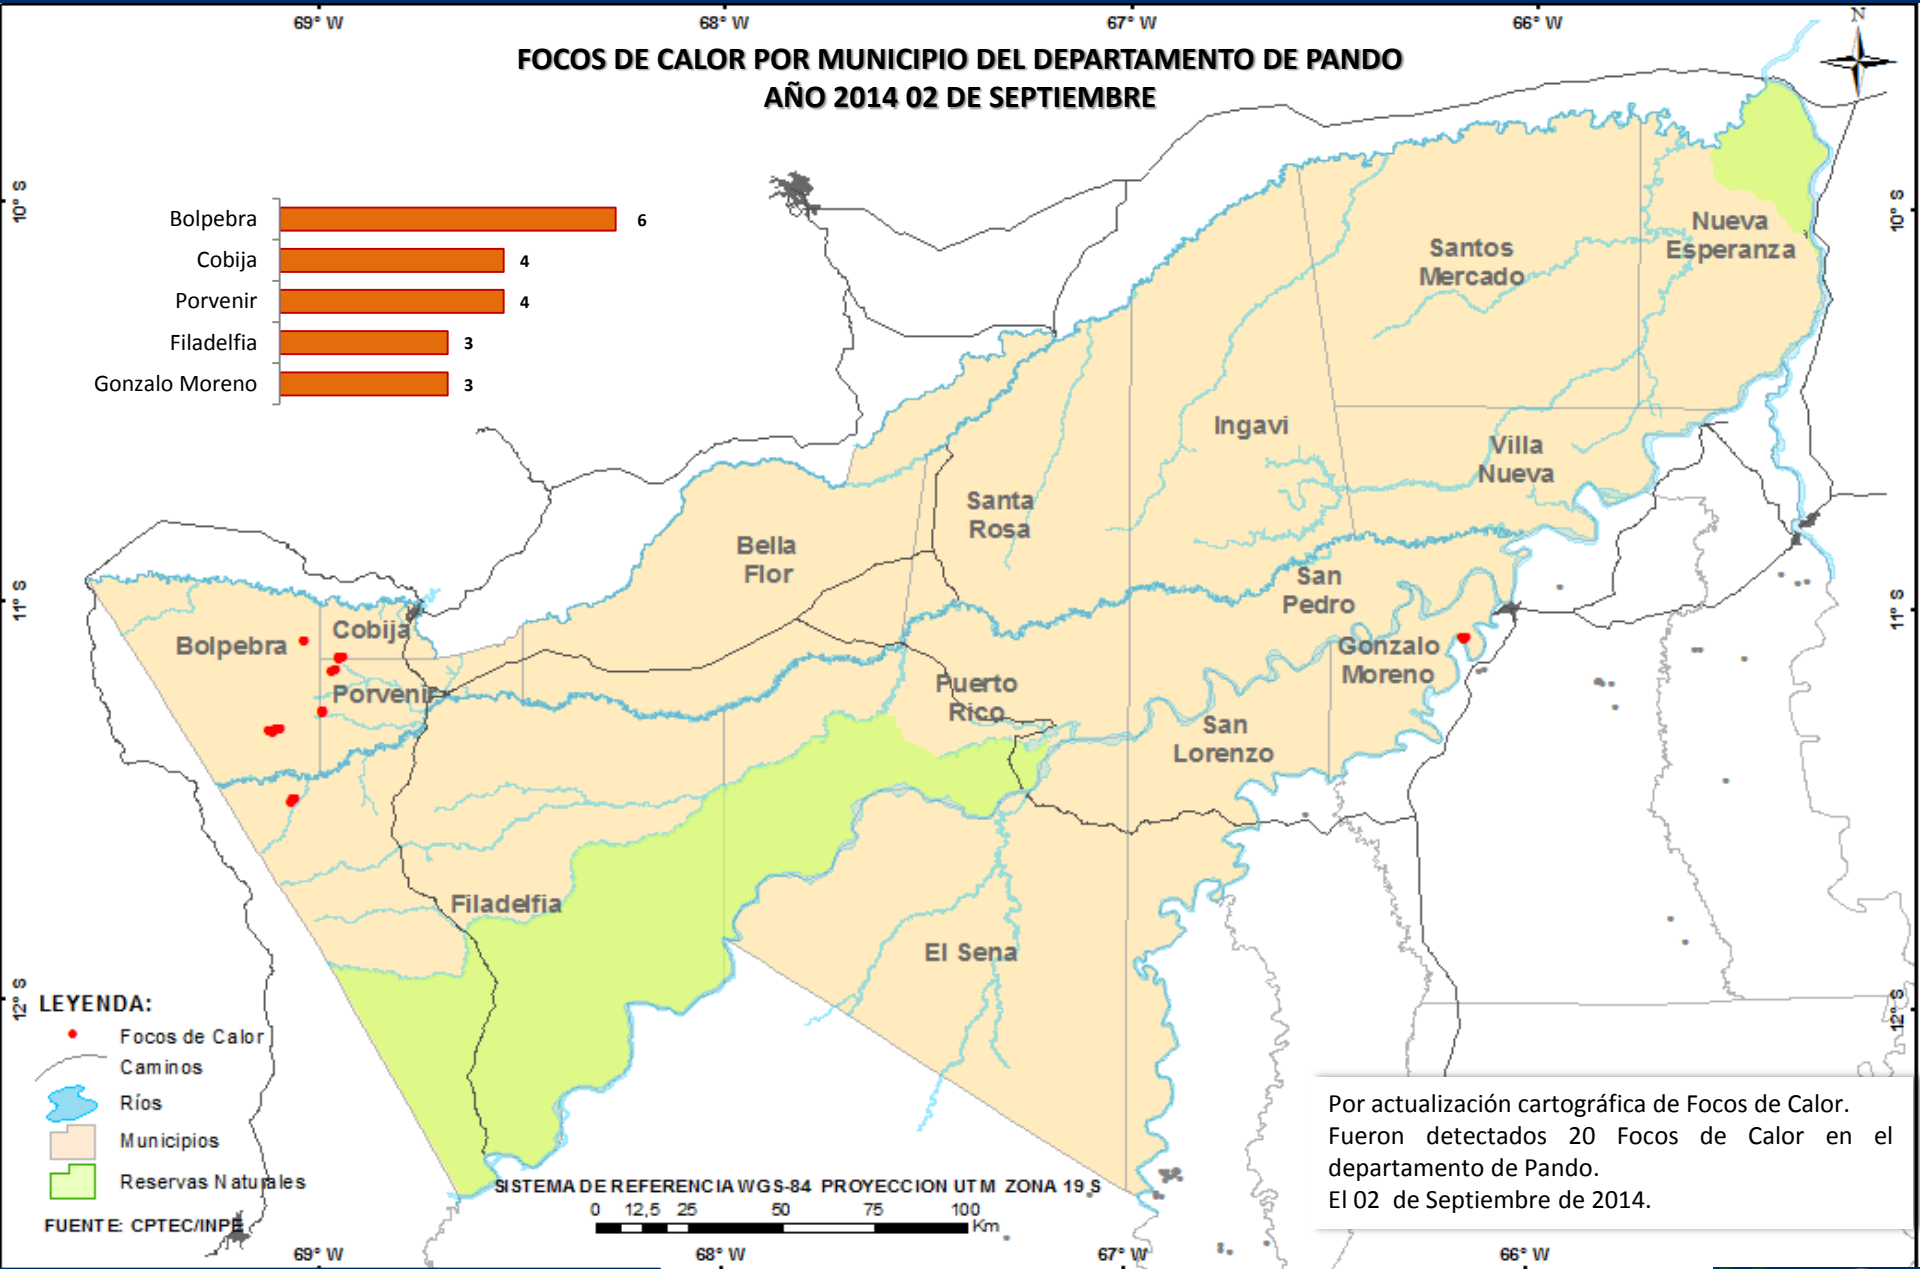 69° W
68° W
67° W
66° W
N
FOCOS DE CALOR POR MUNICIPIO DEL DEPARTAMENTO DE PANDO
AÑO 2014 02 DE SEPTIEMBRE
10° S
10° S
Bolpebra 6
Cobija 4
Porvenir 4
Filadelfia 3
Gonzalo Moreno 3
Nueva
Esperanza
Santos
Mercado
Ingavi
Villa
Nueva
Santa
Rosa
Bella
Flor
San
Pedro
11° S
11° S
Cobija
Bolpebra
Porvenir
Gonzalo
Moreno
Puerto
Rico
San
Lorenzo
Filadelfia
El Sena
12° S
12° S
LEYENDA:
Focos de Calor
Caminos
Ríos
Municipios
Reservas Naturales
FUENTE: CPTEC/INPE
SISTEMA DE REFERENCIA WGS-84 PROYECCION UTM ZONA 19 S
0 12,5 25 50 75 100
Km
Por actualización cartográfica de Focos de Calor.
Fueron detectados 20 Focos de Calor en el
departamento de Pando.
El 02 de Septiembre de 2014.
69° W
68° W
67° W
66° W